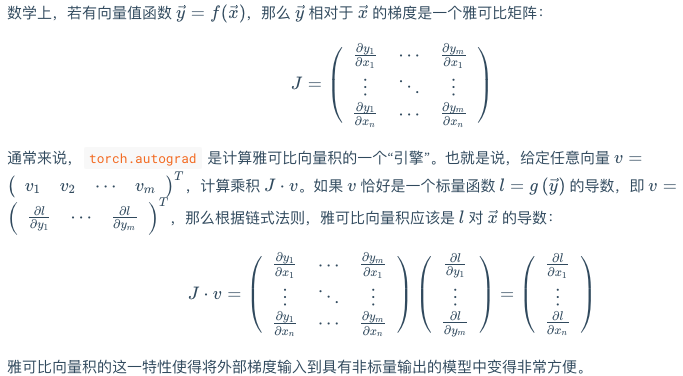 数学上，若有向量值函数 $\vec{y} = f(\vec{x})$，那么 $\vec{y}$ 相对于 $\vec{x}$ 的梯度是一个雅可比矩阵：
$J = \begin{pmatrix} \frac{\partial y_1}{\partial x_1} & \cdots & \frac{\partial y_m}{\partial x_1} \\ \vdots & \ddots & \vdots \\ \frac{\partial y_1}{\partial x_n} & \cdots & \frac{\partial y_m}{\partial x_n} \end{pmatrix}$
通常来说， torch.autograd 是计算雅可比向量积的一个“引擎”。也就是说，给定任意向量 $v =$
$\begin{pmatrix} v_1 & v_2 & \cdots & v_m \end{pmatrix}^T$，计算乘积 $J \cdot v$。如果 $v$ 恰好是一个标量函数 $l = g(\vec{y})$ 的导数，即 $v =$
$\begin{pmatrix} \frac{\partial l}{\partial y_1} & \cdots & \frac{\partial l}{\partial y_m} \end{pmatrix}^T$，那么根据链式法则，雅可比向量积应该是 $l$ 对 $\vec{x}$ 的导数：
$J \cdot v = \begin{pmatrix} \frac{\partial y_1}{\partial x_1} & \cdots & \frac{\partial y_m}{\partial x_1} \\ \vdots & \ddots & \vdots \\ \frac{\partial y_1}{\partial x_n} & \cdots & \frac{\partial y_m}{\partial x_n} \end{pmatrix} \begin{pmatrix} \frac{\partial l}{\partial y_1} \\ \vdots \\ \frac{\partial l}{\partial y_m} \end{pmatrix} = \begin{pmatrix} \frac{\partial l}{\partial x_1} \\ \vdots \\ \frac{\partial l}{\partial x_n} \end{pmatrix}$
雅可比向量积的这一特性使得将外部梯度输入到具有非标量输出的模型中变得非常方便。